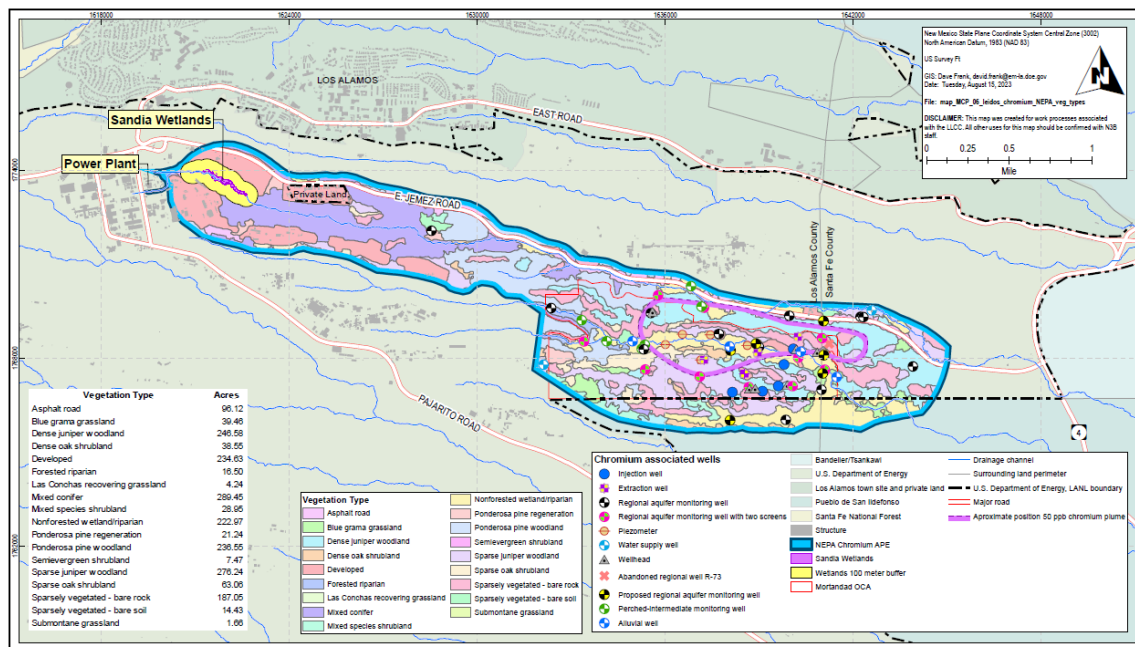 1618000 1624000 1630000 1636000 1642000 1648000
New Mexico State Plane Coordinate System Central Zone (3002)
North American Datum, 1983 (NAD 83)
US Survey Ft
GIS: Dave Frank, david.frank@em-la.doe.gov
Date: Tuesday, August 15, 2023
File: map_MCP_06_leidos_chromium_NEPA_veg_types
DISCLAIMER: This map was created for work processes associated
with the LLCC. All other uses for this map should be confirmed with N3B
staff.
0 0.25 0.5 1
Mile
N
LOS ALAMOS
Sandia Wetlands
EAST ROAD
Power Plant
1774000
Private Land
E. JEMEZ ROAD
Los Alamos County
Santa Fe County
1768000
PAJARITO ROAD
4
1762000
Vegetation Type Acres
Asphalt road 96.12
Blue grama grassland 39.46
Dense juniper woodland 246.58
Dense oak shrubland 38.55
Developed 234.63
Forested riparian 16.50
Las Conchas recovering grassland 4.24
Mixed conifer 289.45
Mixed species shrubland 28.95
Nonforested wetland/riparian 222.97
Ponderosa pine regeneration 21.24
Ponderosa pine woodland 236.55
Semievergreen shrubland 7.47
Sparse juniper woodland 276.24
Sparse oak shrubland 63.06
Sparsely vegetated - bare rock 187.05
Sparsely vegetated - bare soil 14.43
Submontane grassland 1.66
Vegetation Type
Asphalt road
Blue grama grassland
Dense juniper woodland
Dense oak shrubland
Developed
Forested riparian
Las Conchas recovering grassland
Mixed conifer
Mixed species shrubland
Nonforested wetland/riparian
Ponderosa pine regeneration
Ponderosa pine woodland
Semievergreen shrubland
Sparse juniper woodland
Sparse oak shrubland
Sparsely vegetated - bare rock
Sparsely vegetated - bare soil
Submontane grassland
Chromium associated wells
Injection well
Extraction well
Regional aquifer monitoring well
Regional aquifer monitoring well with two screens
Piezometer
Water supply well
Wellhead
Abandoned regional well R-73
Proposed regional aquifer monitoring well
Perched-intermediate monitoring well
Alluvial well
Bandelier/Tsankawi
U.S. Department of Energy
Los Alamos town site and private land
Pueblo de San Ildefonso
Santa Fe National Forest
Structure
NEPA Chromium APE
Sandia Wetlands
Wetlands 100 meter buffer
Mortandad OCA
Drainage channel
Surrounding land perimeter
U.S. Department of Energy, LANL boundary
Major road
Aproximate position 50 ppb chromium plume